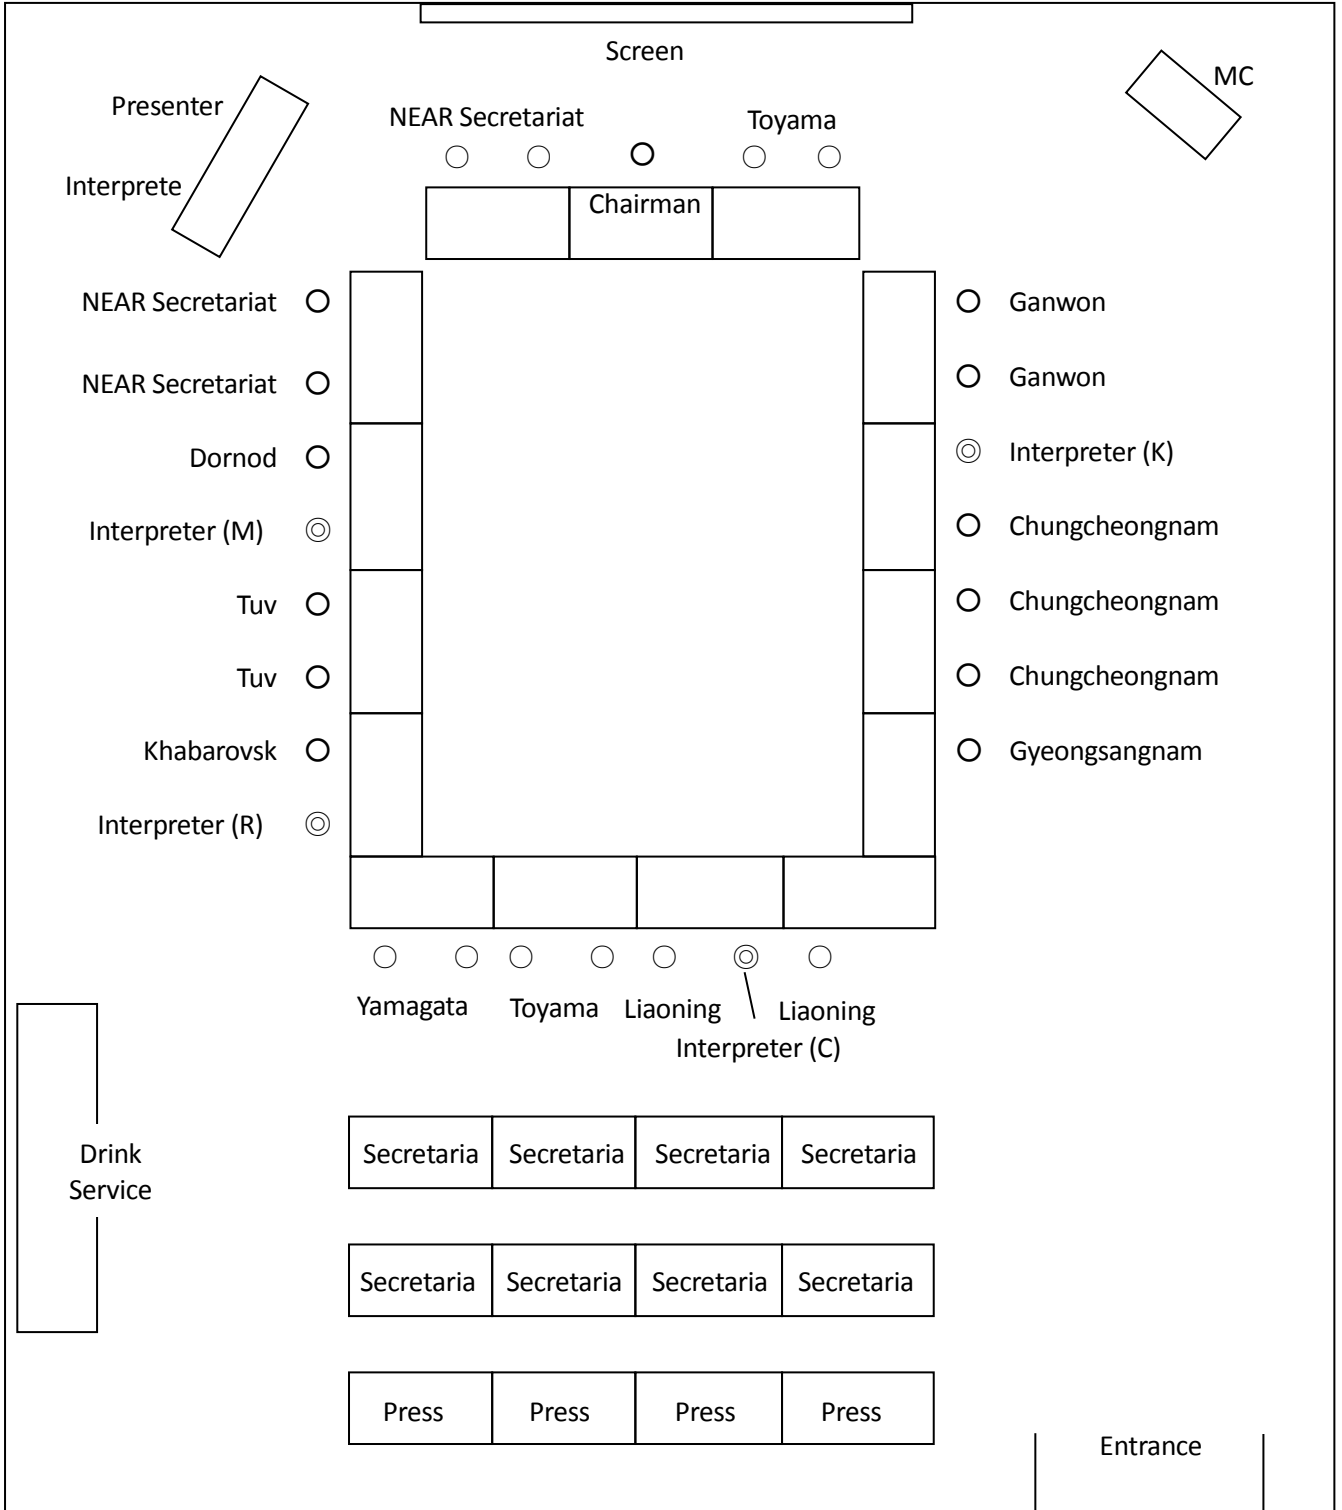 Screen
MC
Presenter
NEAR Secretariat
Toyama
Interprete
Chairman
NEAR Secretariat
Ganwon
NEAR Secretariat
Ganwon
Dornod
Interpreter (K)
Interpreter (M)
Chungcheongnam
Tuv
Chungcheongnam
Tuv
Chungcheongnam
Khabarovsk
Gyeongsangnam
Interpreter (R)
Yamagata
Toyama
Liaoning
Liaoning
Interpreter (C)
Drink
Service
Secretaria
Secretaria
Secretaria
Secretaria
Secretaria
Secretaria
Secretaria
Secretaria
Press
Press
Press
Press
Entrance